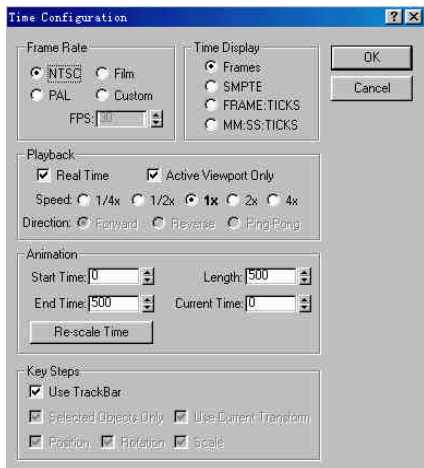 Time Configuration
Frame Rate
NTSC Film
PAL Custom
FPS: 30
Time Display
Frames
SMPTE
FRAME:TICKS
MM:SS:TICKS
OK
Cancel
Playback
Real Time Active Viewport Only
Speed: 1/4x 1/2x 1x 2x 4x
Direction: Forward Reverse Ping-Pong
Animation
Start Time: 0 Length: 500
End Time: 500 Current Time: 0
Re-scale Time
Key Steps
Use TrackBar
Selected Objects Only Use Current Transform
Position Rotation Scale